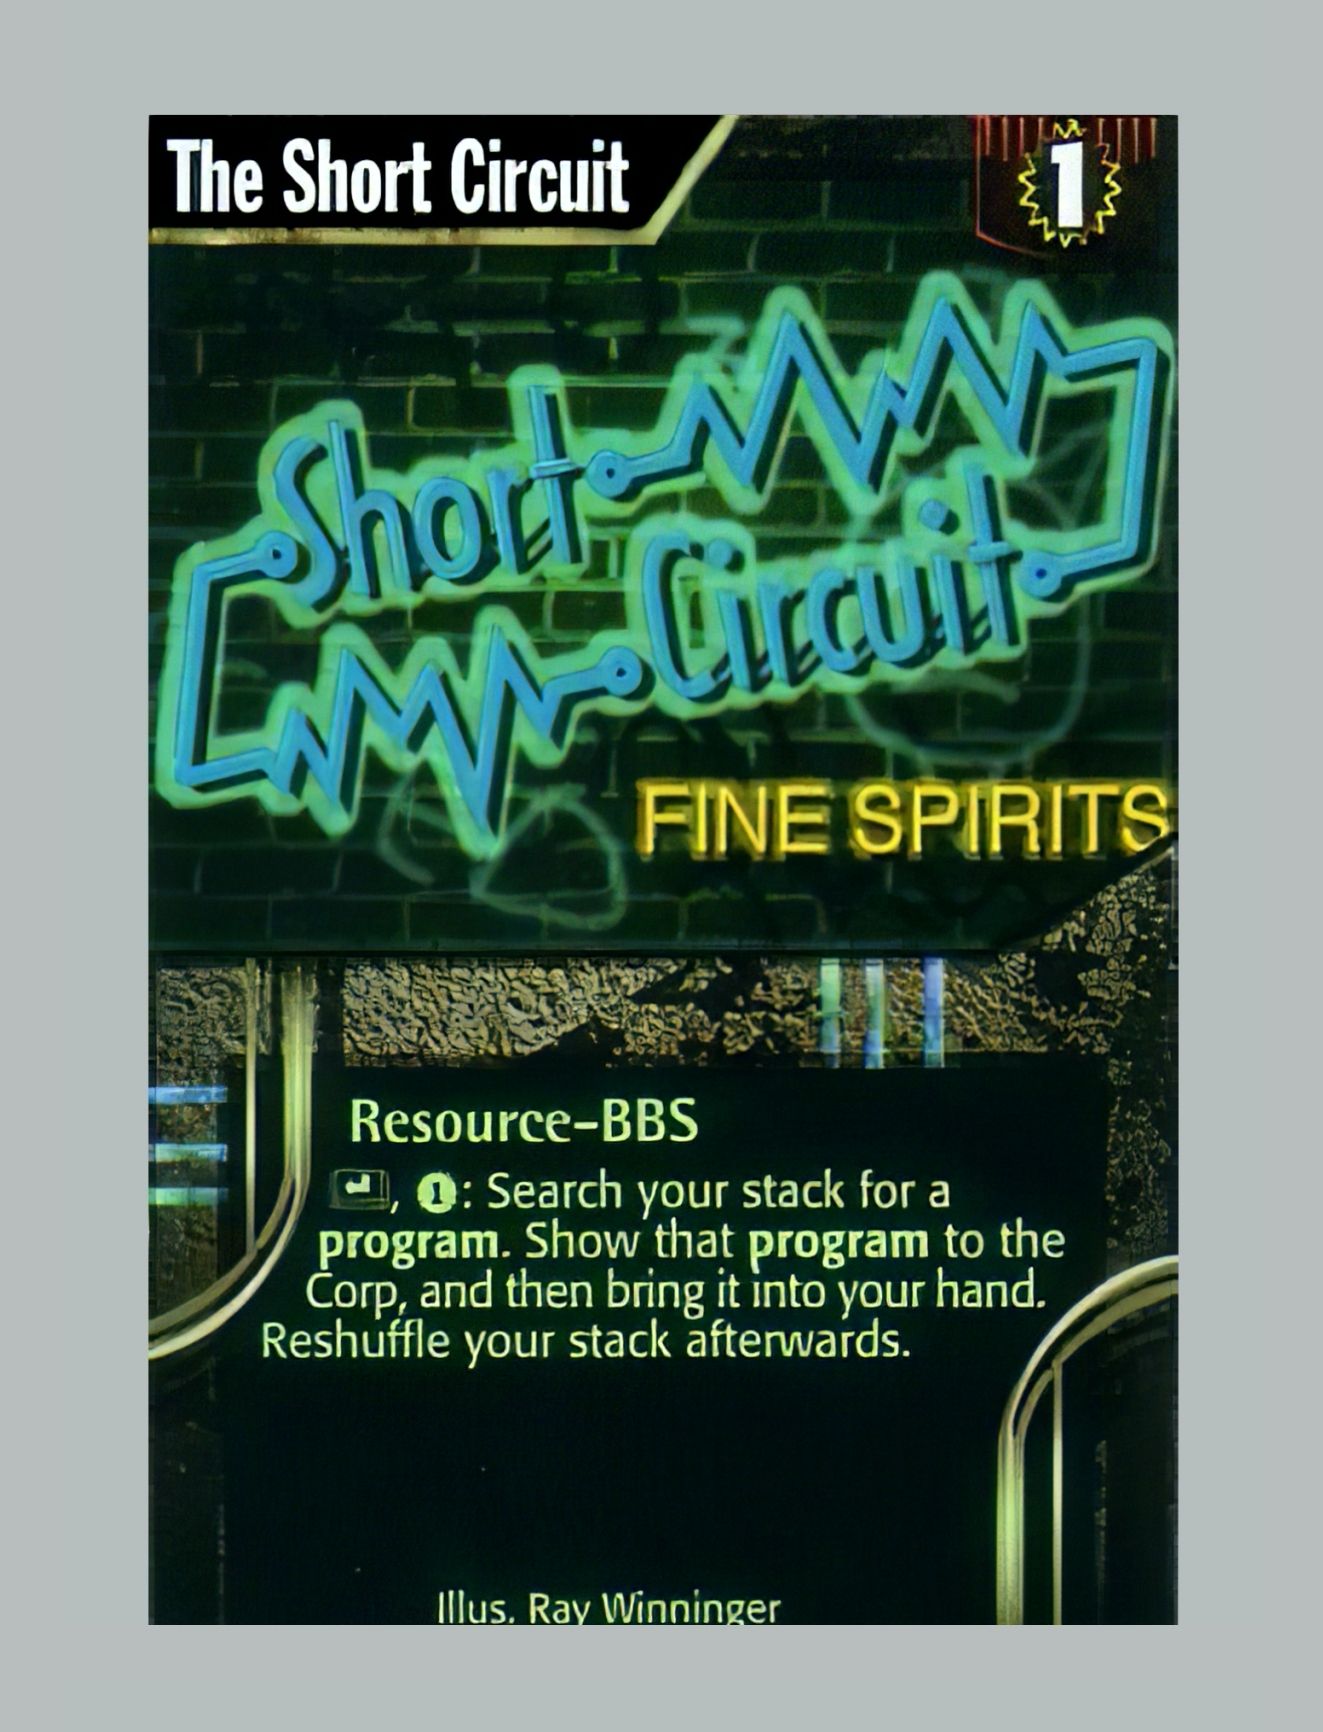 The Short Circuit
1
Short
Circuit
FINE SPIRITS
Resource–BBS
↵, 1: Search your stack for a
program. Show that program to the
Corp, and then bring it into your hand.
Reshuffle your stack afterwards.
Illus. Ray Winninger